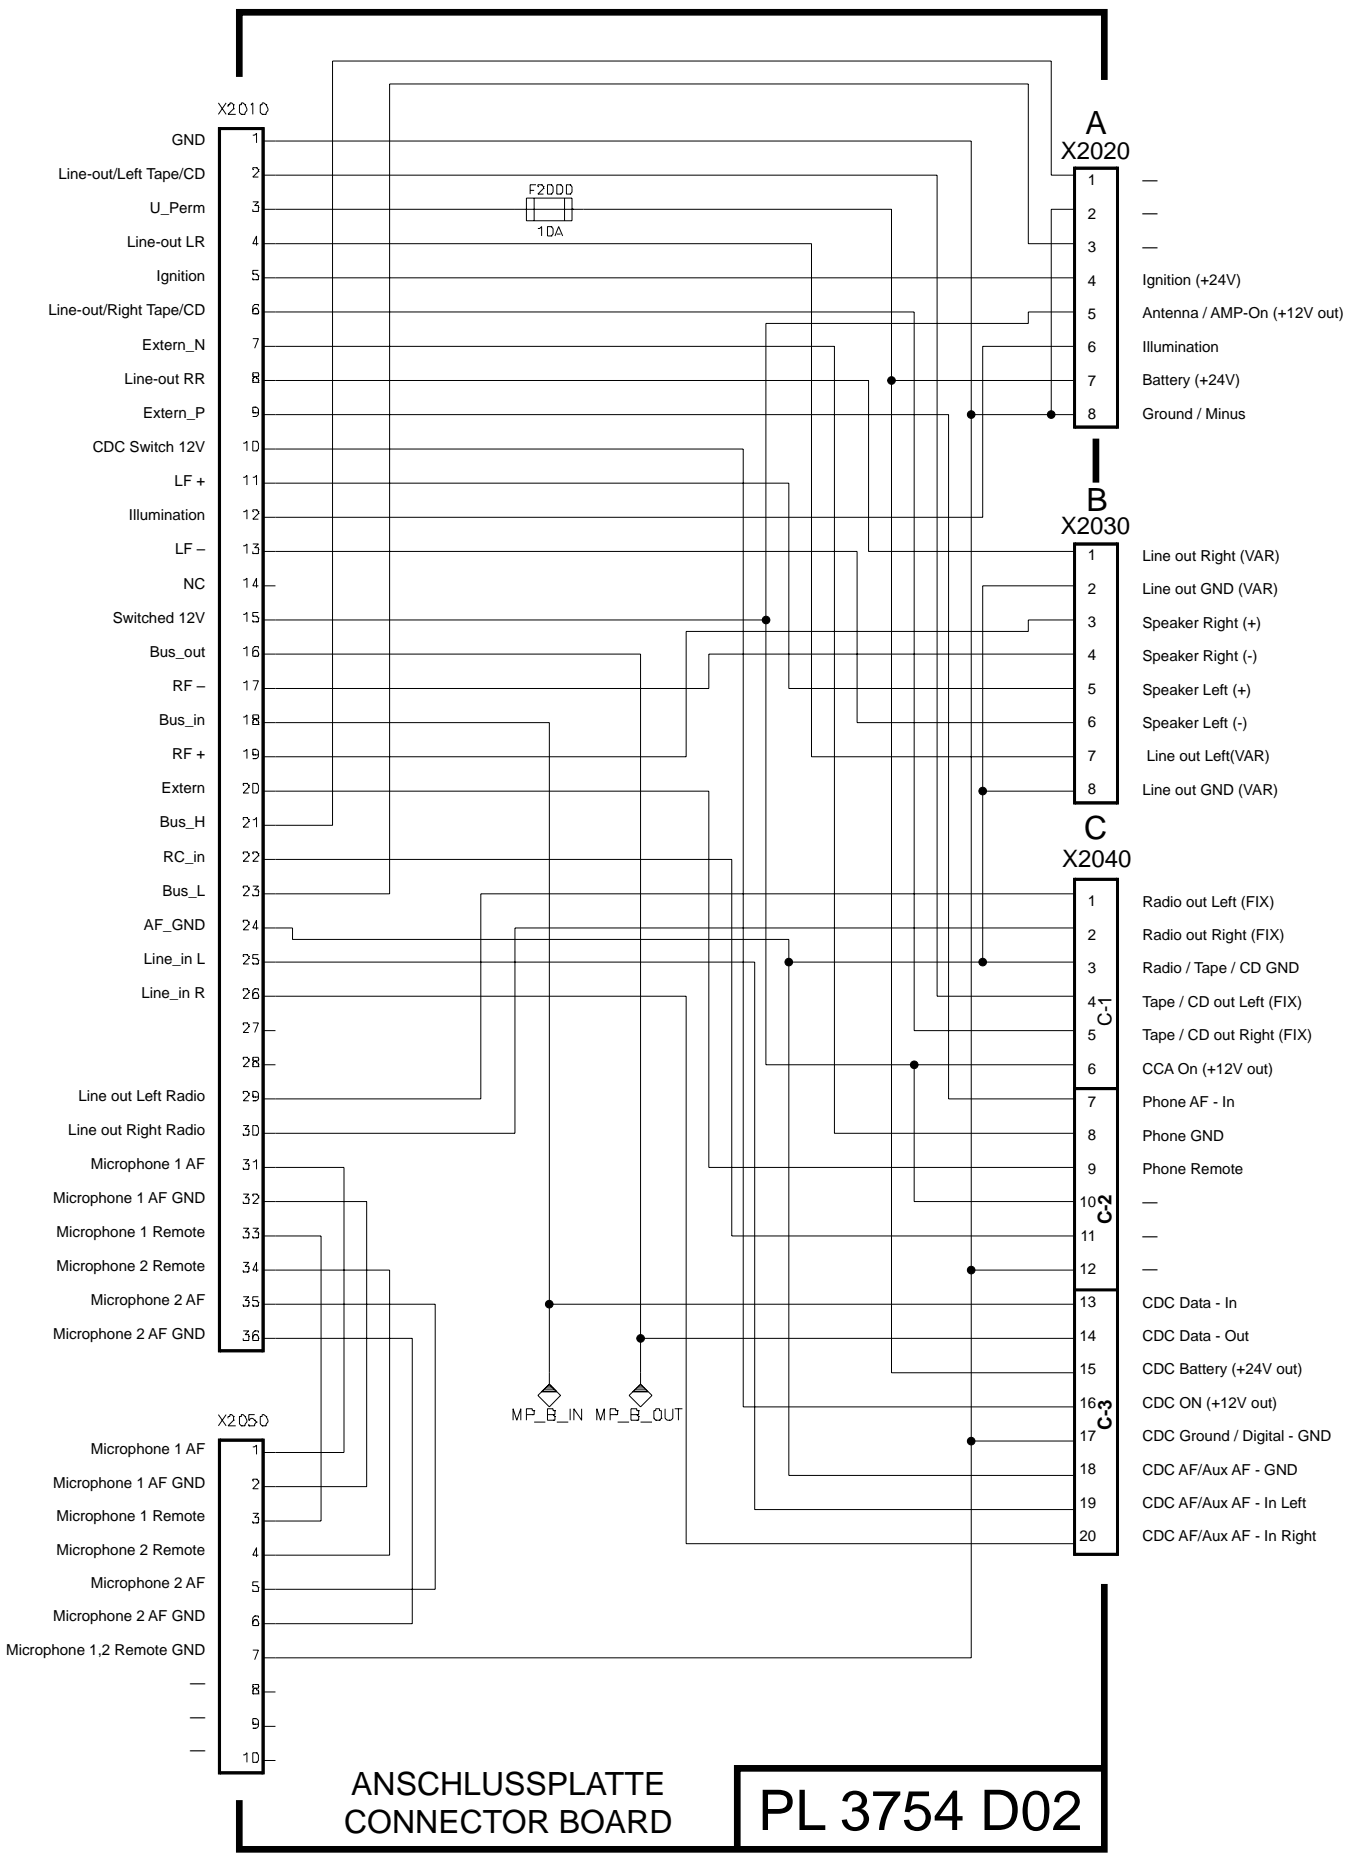 X2010
GND 1
Line-out/Left Tape/CD 2
U_Perm 3
Line-out LR 4
Ignition 5
Line-out/Right Tape/CD 6
Extern_N 7
Line-out RR 8
Extern_P 9
CDC Switch 12V 10
LF + 11
Illumination 12
LF – 13
NC 14
Switched 12V 15
Bus_out 16
RF – 17
Bus_in 18
RF + 19
Extern 20
Bus_H 21
RC_in 22
Bus_L 23
AF_GND 24
Line_in L 25
Line_in R 26
27
28
Line out Left Radio 29
Line out Right Radio 30
Microphone 1 AF 31
Microphone 1 AF GND 32
Microphone 1 Remote 33
Microphone 2 Remote 34
Microphone 2 AF 35
Microphone 2 AF GND 36
X2050
Microphone 1 AF 1
Microphone 1 AF GND 2
Microphone 1 Remote 3
Microphone 2 Remote 4
Microphone 2 AF 5
Microphone 2 AF GND 6
Microphone 1,2 Remote GND 7
— 8
— 9
— 10
F2000
10A
MP_B_IN
MP_B_OUT
A
X2020
1 —
2 —
3 —
4 Ignition (+24V)
5 Antenna / AMP-On (+12V out)
6 Illumination
7 Battery (+24V)
8 Ground / Minus
B
X2030
1 Line out Right (VAR)
2 Line out GND (VAR)
3 Speaker Right (+)
4 Speaker Right (-)
5 Speaker Left (+)
6 Speaker Left (-)
7 Line out Left(VAR)
8 Line out GND (VAR)
C
X2040
1 Radio out Left (FIX)
2 Radio out Right (FIX)
3 Radio / Tape / CD GND
4 Tape / CD out Left (FIX)
C-1
5 Tape / CD out Right (FIX)
6 CCA On (+12V out)
7 Phone AF - In
8 Phone GND
9 Phone Remote
10 —
C-2
11 —
12 —
13 CDC Data - In
14 CDC Data - Out
15 CDC Battery (+24V out)
16 CDC ON (+12V out)
C-3
17 CDC Ground / Digital - GND
18 CDC AF/Aux AF - GND
19 CDC AF/Aux AF - In Left
20 CDC AF/Aux AF - In Right
ANSCHLUSSPLATTE
CONNECTOR BOARD
PL 3754 D02